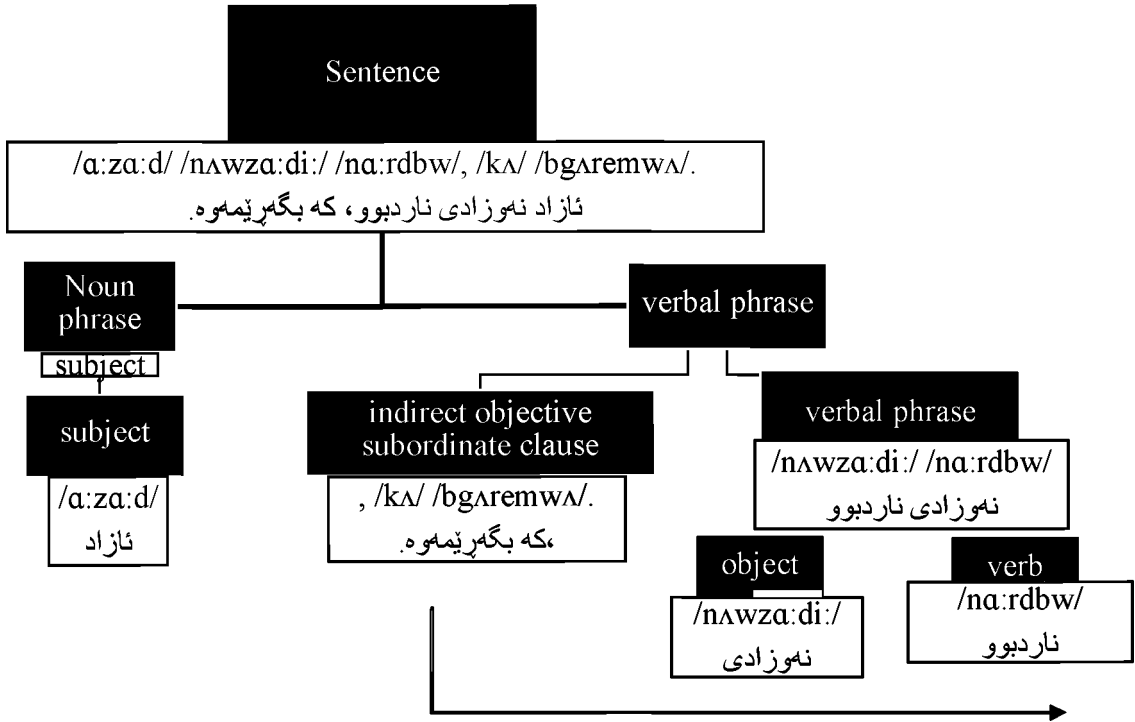 Sentence
/ɑ:zɑ:d/ /nʌwzɑ:di:/ /nɑ:rdbw/, /kʌ/ /bgʌremwʌ/.
ئازاد نەوزادی ناردبوو، کە بگەڕێمەوە.
Noun
phrase
subject
verbal phrase
subject
/ɑ:zɑ:d/
ئازاد
indirect objective
subordinate clause
, /kʌ/ /bgʌremwʌ/.
،کە بگەڕێمەوە.
verbal phrase
/nʌwzɑ:di:/ /nɑ:rdbw/
نەوزادی ناردبوو
object
/nʌwzɑ:di:/
نەوزادی
verb
/nɑ:rdbw/
ناردبوو